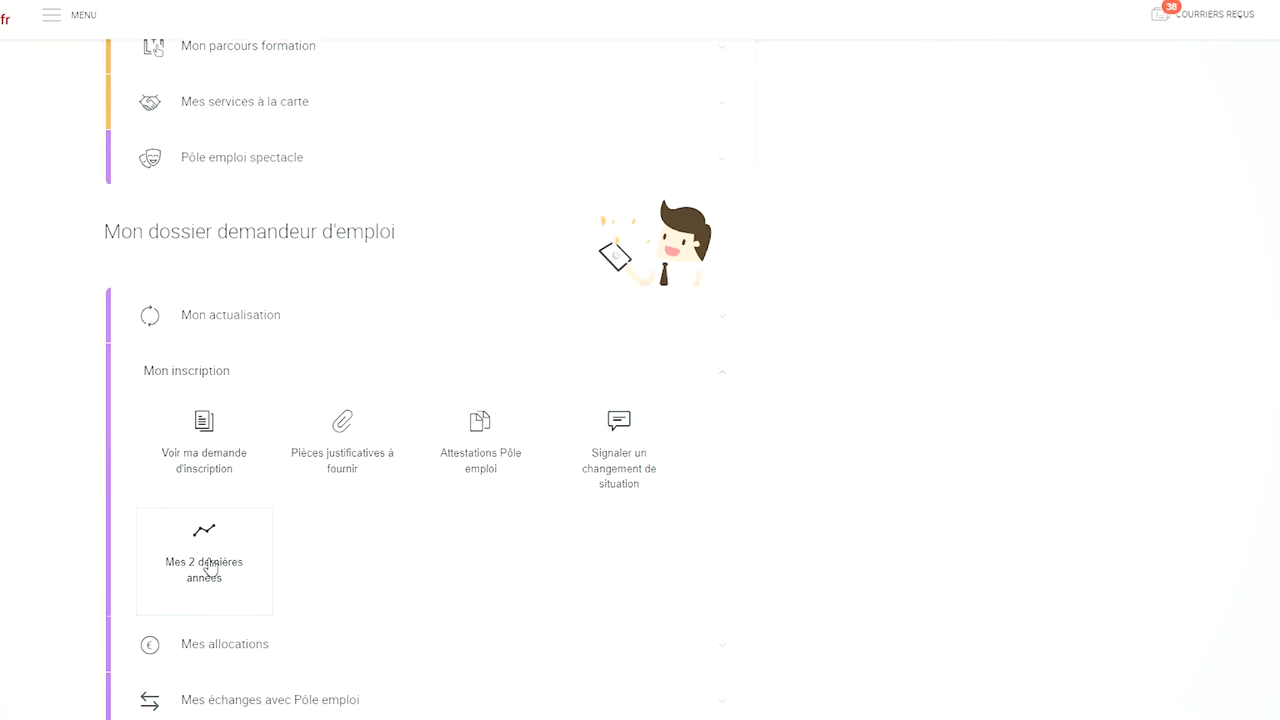 fr
MENU
38
COURRIERS REÇUS
Mon parcours formation
Mes services à la carte
Pôle emploi spectacle
Mon dossier demandeur d'emploi
Mon actualisation
Mon inscription
Voir ma demande
d'inscription
Pièces justificatives à
fournir
Attestations Pôle
emploi
Signaler un
changement de
situation
Mes 2 dernières
années
€
Mes allocations
Mes échanges avec Pôle emploi